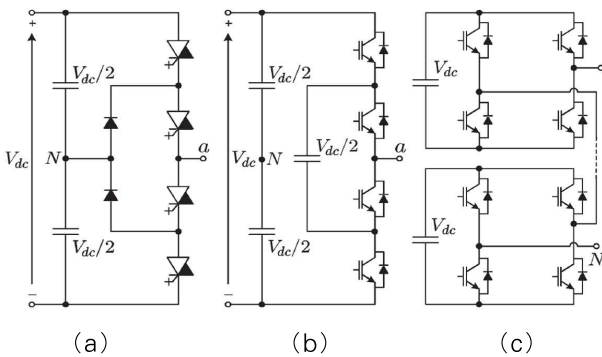 +
V_dc/2
V_dc
N
a
V_dc/2
−
(a)
+
V_dc/2
V_dc
N
V_dc/2
a
V_dc/2
−
(b)
V_dc
V_dc
N
(c)